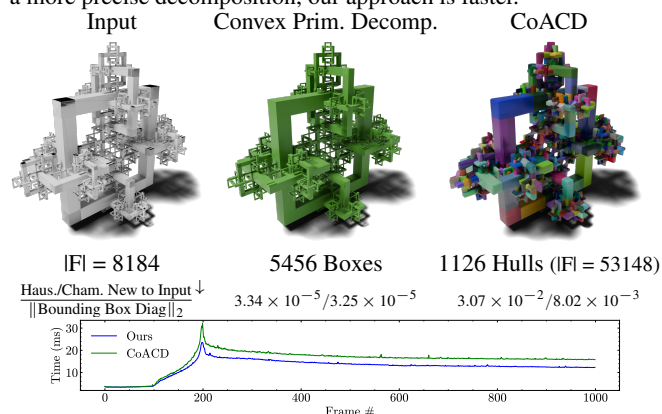 a more precise decomposition, our approach is faster.
Input Convex Prim. Decomp. CoACD
|F| = 8184 5456 Boxes 1126 Hulls (|F| = 53148)
Haus./Cham. New to Input ↓
‖Bounding Box Diag‖₂ 3.34 × 10⁻⁵/3.25 × 10⁻⁵ 3.07 × 10⁻²/8.02 × 10⁻³
Time (ms)
30
20
10
Ours
CoACD
0 200 400 600 800 1000
Frame #